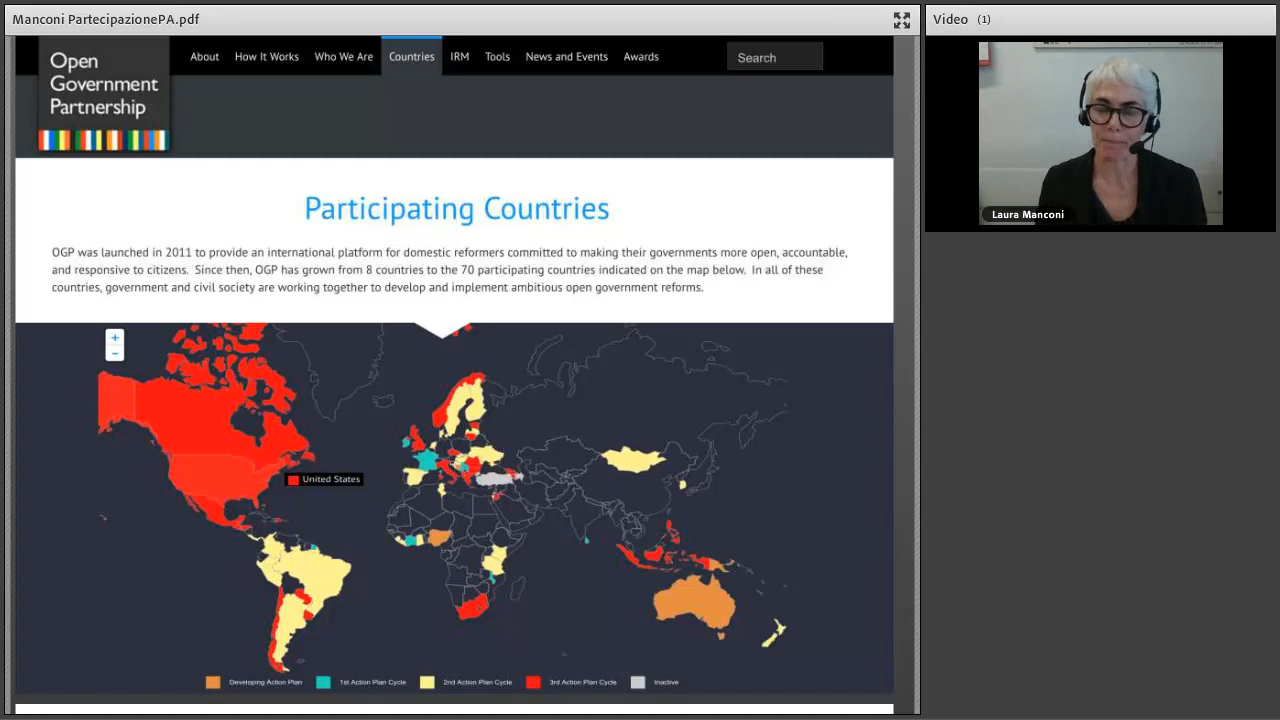 Manconi PartecipazionePA.pdf
Video (1)
Open
Government
Partnership
About How It Works Who We Are Countries IRM Tools News and Events Awards
Search
Participating Countries
OGP was launched in 2011 to provide an international platform for domestic reformers committed to making their governments more open, accountable,
and responsive to citizens. Since then, OGP has grown from 8 countries to the 70 participating countries indicated on the map below. In all of these
countries, government and civil society are working together to develop and implement ambitious open government reforms.
+
-
United States
Developing Action Plan 1st Action Plan Cycle 2nd Action Plan Cycle 3rd Action Plan Cycle Inactive
Laura Manconi